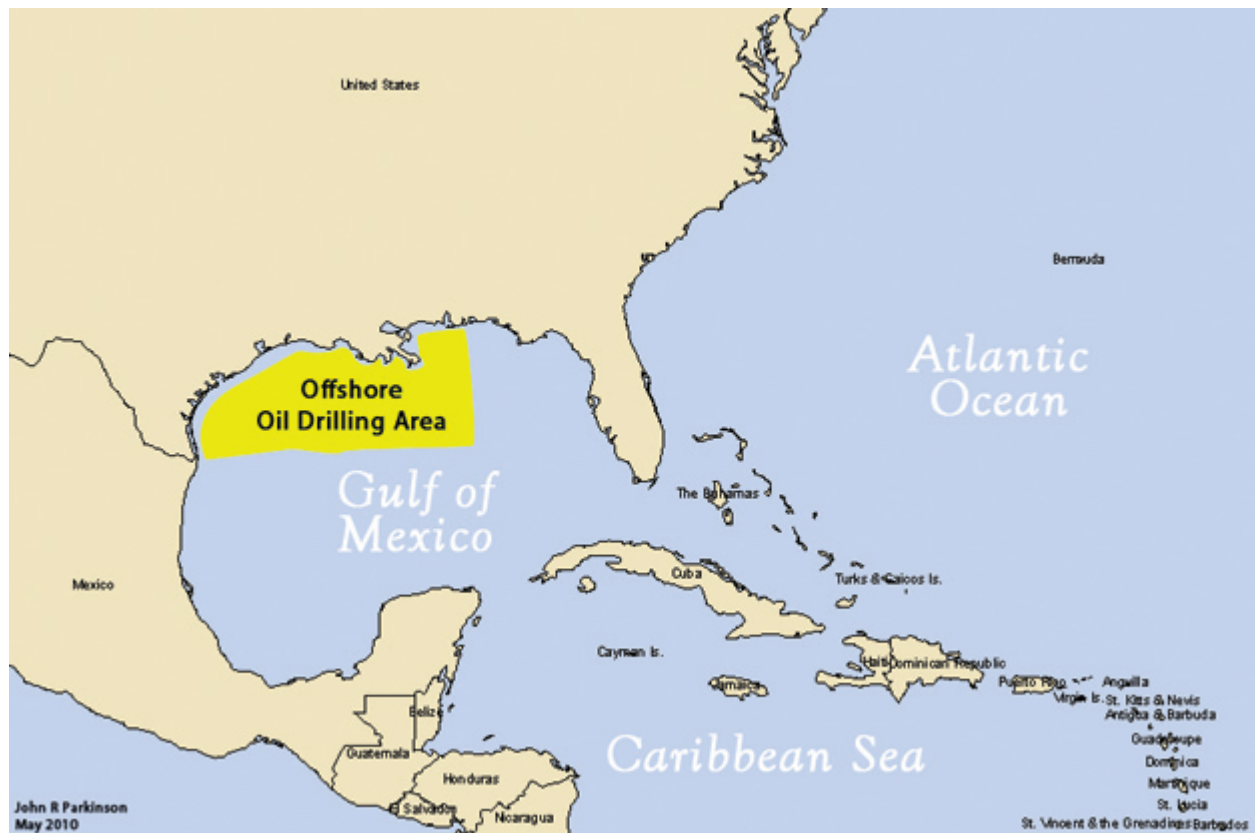 United States
Bermuda
Atlantic
Ocean
Offshore
Oil Drilling Area
Gulf of
Mexico
The Bahamas
Mexico
Cuba
Turks & Caicos Is.
Cayman Is.
Haiti
Dominican Republic
Jamaica
Puerto Rico
Anguilla
Virgin Is.
St. Kitts & Nevis
Belize
Antigua & Barbuda
Guadeloupe
Guatemala
Caribbean Sea
Dominica
Honduras
Martinique
John R Parkinson
El Salvador
St. Lucia
May 2010
Nicaragua
St. Vincent & the Grenadines
Barbados